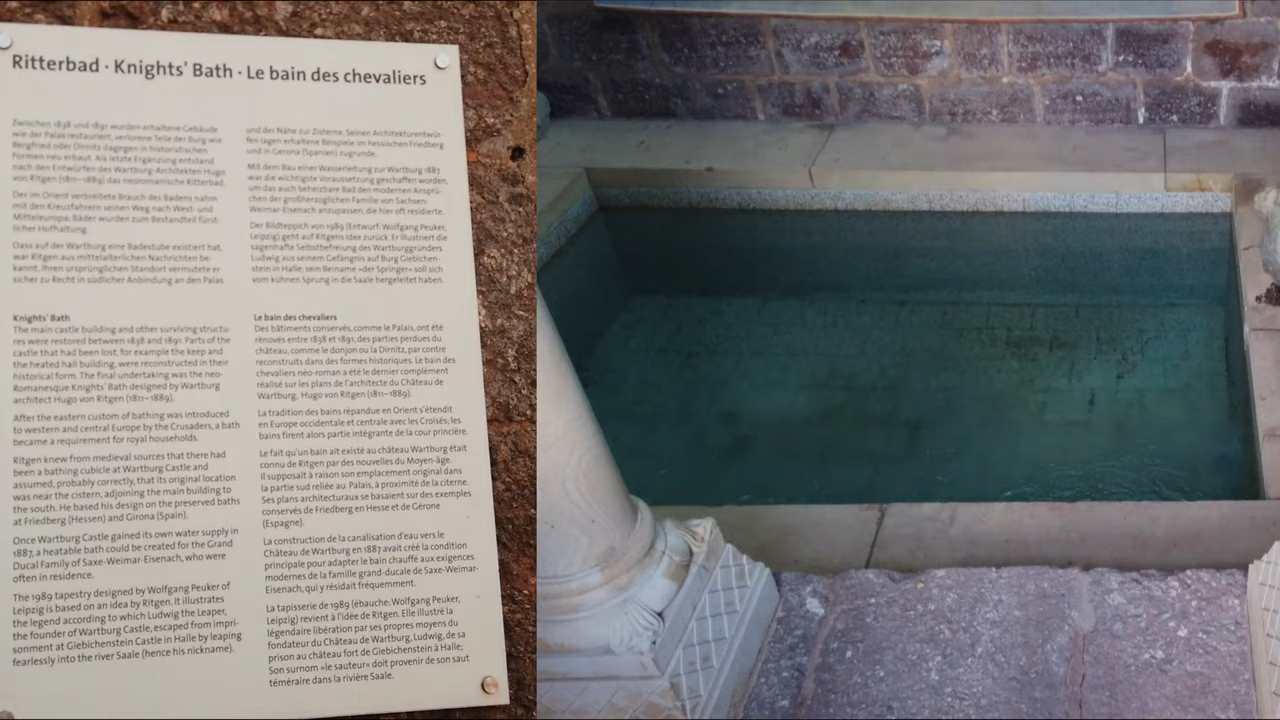 Ritterbad · Knights' Bath · Le bain des chevaliers
Zwischen 1838 und 1891 wurden erhaltene Gebäude
wie der Palas restauriert, verlorene Teile der Burg wie
Bergfried oder Dirnitz dagegen in historistischen
Formen neu erbaut. Als letzte Ergänzung entstand
nach den Entwürfen des Wartburg-Architekten Hugo
von Ritgen (1811–1889) das neoromanische Ritterbad.
Der im Orient verbreitete Brauch des Badens nahm
mit den Kreuzfahrern seinen Weg nach West- und
Mitteleuropa; Bäder wurden zum Bestandteil fürst-
licher Hofhaltung.
Dass auf der Wartburg eine Badestube existiert hat,
war Ritgen aus mittelalterlichen Nachrichten be-
kannt. Ihren ursprünglichen Standort vermutete er
sicher zu Recht in südlicher Anbindung an den Palas
und der Nähe zur Zisterne. Seinen Architekturentwür-
fen lagen erhaltene Beispiele im hessischen Friedberg
und in Gerona (Spanien) zugrunde.
Mit dem Bau einer Wasserleitung zur Wartburg 1887
war die wichtigste Voraussetzung geschaffen worden,
um das auch beheizbare Bad den modernen Ansprü-
chen der großherzoglichen Familie von Sachsen-
Weimar-Eisenach anzupassen, die hier oft residierte.
Der Bildteppich von 1989 (Entwurf: Wolfgang Peuker,
Leipzig) geht auf Ritgens Idee zurück. Er illustriert die
sagenhafte Selbstbefreiung des Wartburggründers
Ludwig aus seinem Gefängnis auf Burg Giebichen-
stein in Halle; sein Beiname »der Springer« soll sich
vom kühnen Sprung in die Saale hergeleitet haben.
Knights' Bath
The main castle building and other surviving structu-
res were restored between 1838 and 1891. Parts of the
castle that had been lost, for example the keep and
the heated hall building, were reconstructed in their
historical form. The final undertaking was the neo-
Romanesque Knights' Bath designed by Wartburg
architect Hugo von Ritgen (1811–1889).
After the eastern custom of bathing was introduced
to western and central Europe by the Crusaders, a bath
became a requirement for royal households.
Ritgen knew from medieval sources that there had
been a bathing cubicle at Wartburg Castle and
assumed, probably correctly, that its original location
was near the cistern, adjoining the main building to
the south. He based his design on the preserved baths
at Friedberg (Hessen) and Girona (Spain).
Once Wartburg Castle gained its own water supply in
1887, a heatable bath could be created for the Grand
Ducal Family of Saxe-Weimar-Eisenach, who were
often in residence.
The 1989 tapestry designed by Wolfgang Peuker of
Leipzig is based on an idea by Ritgen. It illustrates
the legend according to which Ludwig the Leaper,
the founder of Wartburg Castle, escaped from impri-
sonment at Giebichenstein Castle in Halle by leaping
fearlessly into the river Saale (hence his nickname).
Le bain des chevaliers
Des bâtiments conservés, comme le Palais, ont été
rénovés entre 1838 et 1891, des parties perdues du
château, comme le donjon ou la Dirnitz, par contre
reconstruits dans des formes historiques. Le bain des
chevaliers néo-roman a été le dernier complément
réalisé sur les plans de l'architecte du Château de
Wartburg, Hugo von Ritgen (1811–1889).
La tradition des bains répandue en Orient s'étendit
en Europe occidentale et centrale avec les Croisés; les
bains firent alors partie intégrante de la cour princière.
Le fait qu'un bain ait existé au château Wartburg était
connu de Ritgen par des nouvelles du Moyen-âge.
Il supposait à raison son emplacement original dans
la partie sud reliée au Palais, à proximité de la citerne.
Ses plans architecturaux se basaient sur des exemples
conservés de Friedberg en Hesse et de Gérone
(Espagne).
La construction de la canalisation d'eau vers le
Château de Wartburg en 1887 avait créé la condition
principale pour adapter le bain chauffé aux exigences
modernes de la famille grand-ducale de Saxe-Weimar-
Eisenach, qui y résidait fréquemment.
La tapisserie de 1989 (ébauche: Wolfgang Peuker,
Leipzig) revient à l'idée de Ritgen. Elle illustre la
légendaire libération par ses propres moyens du
fondateur du Château de Wartburg, Ludwig, de sa
prison au château fort de Giebichenstein à Halle;
Son surnom »le sauteur« doit provenir de son saut
téméraire dans la rivière Saale.